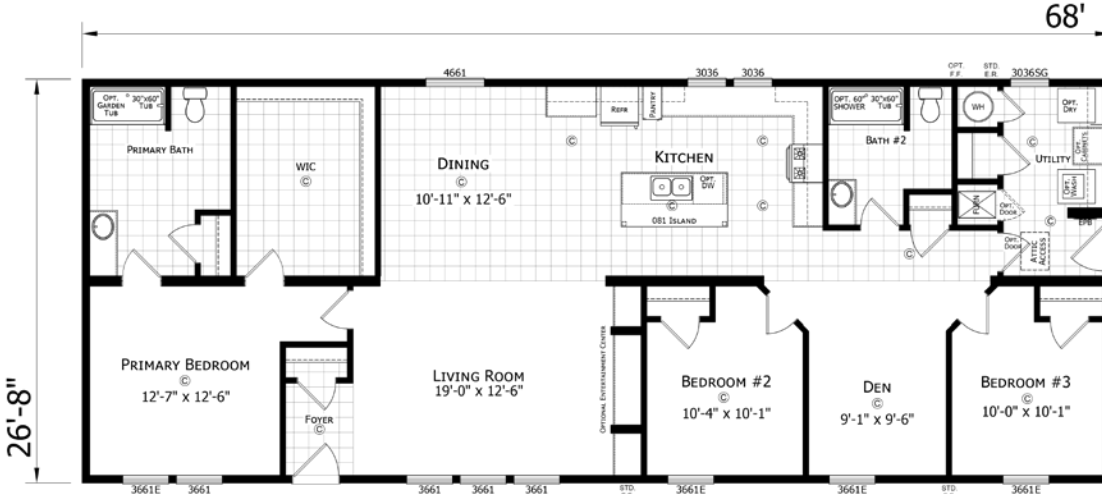 68'
26'-8"
4661
3036
3036
OPT.
F.F.
STD.
E.R.
3036SG
OPT.
GARDEN
TUB
30"x60"
TUB
PRIMARY BATH
WIC
©
DINING
©
10'-11" x 12'-6"
REFR
PANTRY
©
©
KITCHEN
OPT.
DW
©
©
081 ISLAND
OPT. 60"
SHOWER
30"x60"
TUB
BATH #2
WH
OPT.
DRY
©
UTILITY
OPT.
CABINETS
OPT.
WASH
FURN
OPT.
DOOR
©
EPB
OPT.
DOOR
ATTIC
ACCESS
©
PRIMARY BEDROOM
©
12'-7" x 12'-6"
FOYER
©
LIVING ROOM
19'-0" x 12'-6"
OPTIONAL ENTERTAINMENT CENTER
BEDROOM #2
©
10'-4" x 10'-1"
DEN
©
9'-1" x 9'-6"
BEDROOM #3
©
10'-0" x 10'-1"
3661E
3661
3661
3661
3661
STD.
3661E
3661E
STD.
3661E